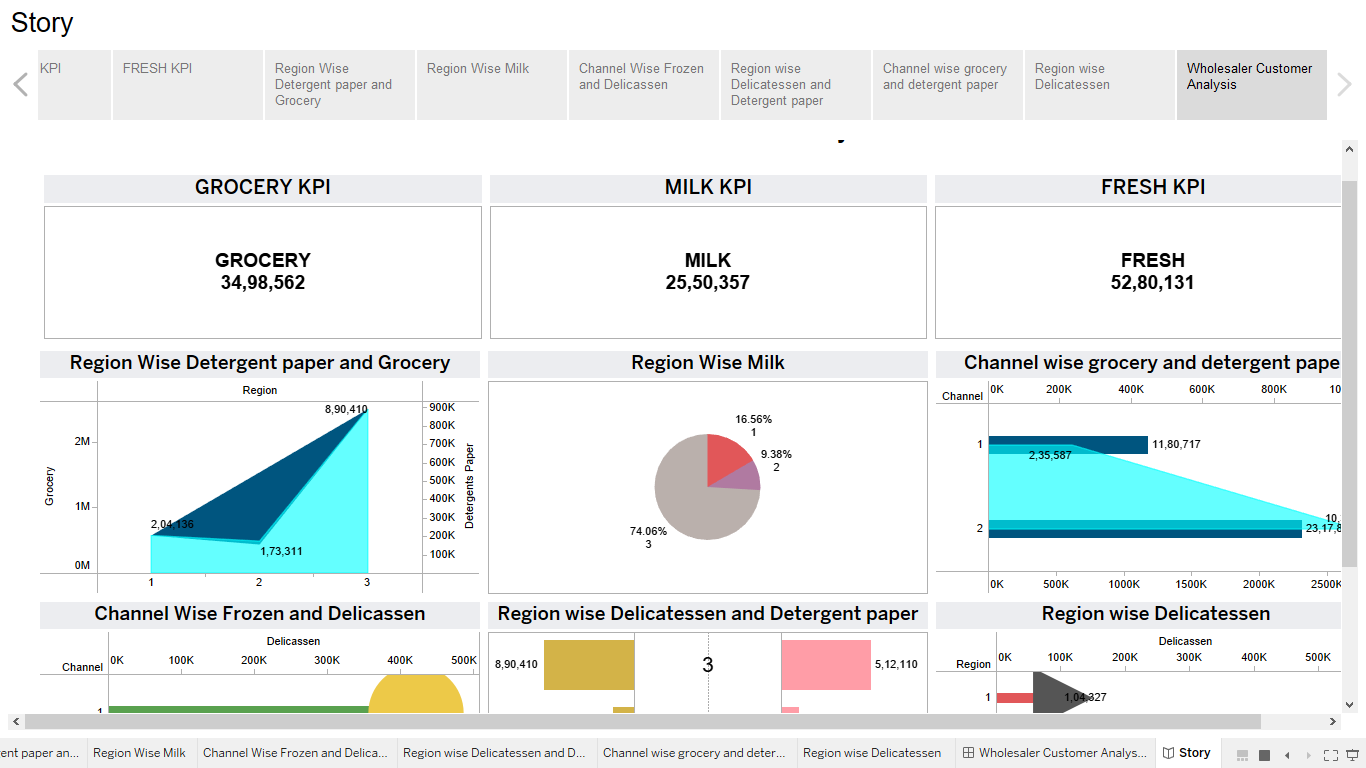 Story
KPI
FRESH KPI
Region Wise
Detergent paper and
Grocery
Region Wise Milk
Channel Wise Frozen
and Delicassen
Region wise
Delicatessen and
Detergent paper
Channel wise grocery
and detergent paper
Region wise
Delicatessen
Wholesaler Customer
Analysis
GROCERY KPI
MILK KPI
FRESH KPI
GROCERY
34,98,562
MILK
25,50,357
FRESH
52,80,131
Region Wise Detergent paper and Grocery
Region
8,90,410
2,04,136
1,73,311
2M
1M
0M
Grocery
900K
800K
700K
600K
500K
400K
300K
200K
100K
Detergents Paper
1
2
3
Region Wise Milk
16.56%
1
9.38%
2
74.06%
3
Channel wise grocery and detergent pape
Channel
0K
200K
400K
600K
800K
10
1
11,80,717
2,35,587
2
10
23,17,8
0K
500K
1000K
1500K
2000K
2500K
Channel Wise Frozen and Delicassen
Delicassen
Channel
0K
100K
200K
300K
400K
500K
1
Region wise Delicatessen and Detergent paper
8,90,410
3
5,12,110
Region wise Delicatessen
Delicassen
Region
0K
100K
200K
300K
400K
500K
1
1,04,327
ent paper an...
Region Wise Milk
Channel Wise Frozen and Delica...
Region wise Delicatessen and D...
Channel wise grocery and deter...
Region wise Delicatessen
Wholesaler Customer Analys...
Story